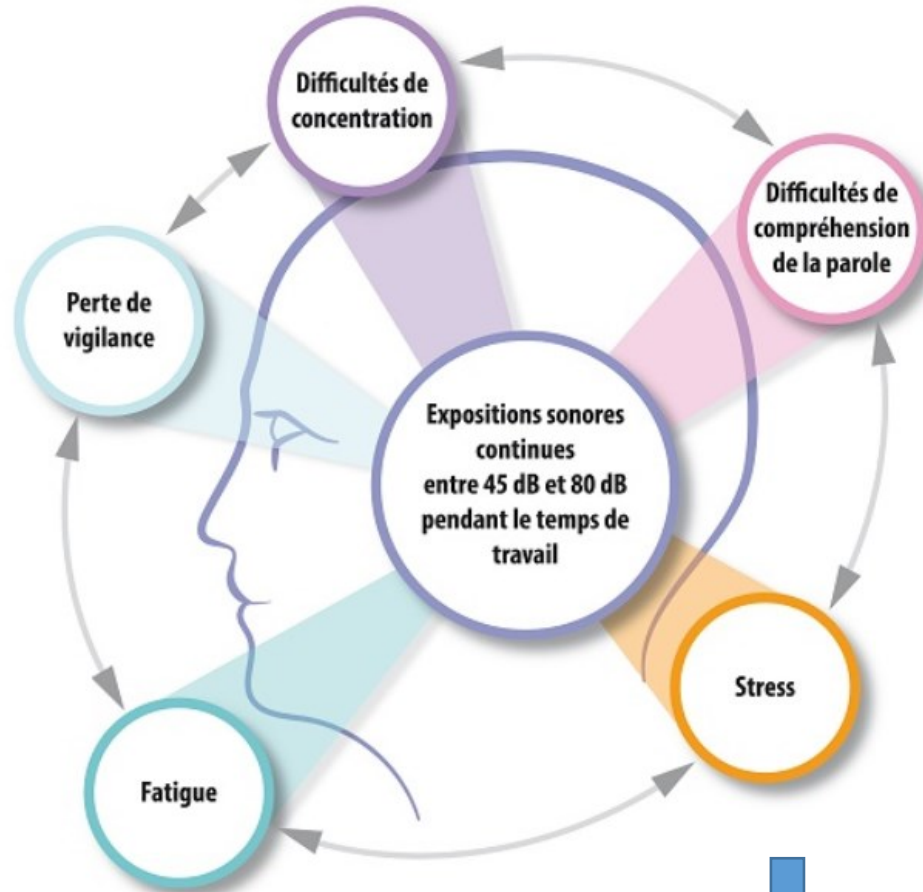 Difficultés de
concentration
Difficultés de
compréhension
de la parole
Perte de
vigilance
Expositions sonores
continues
entre 45 dB et 80 dB
pendant le temps de
travail
Stress
Fatigue